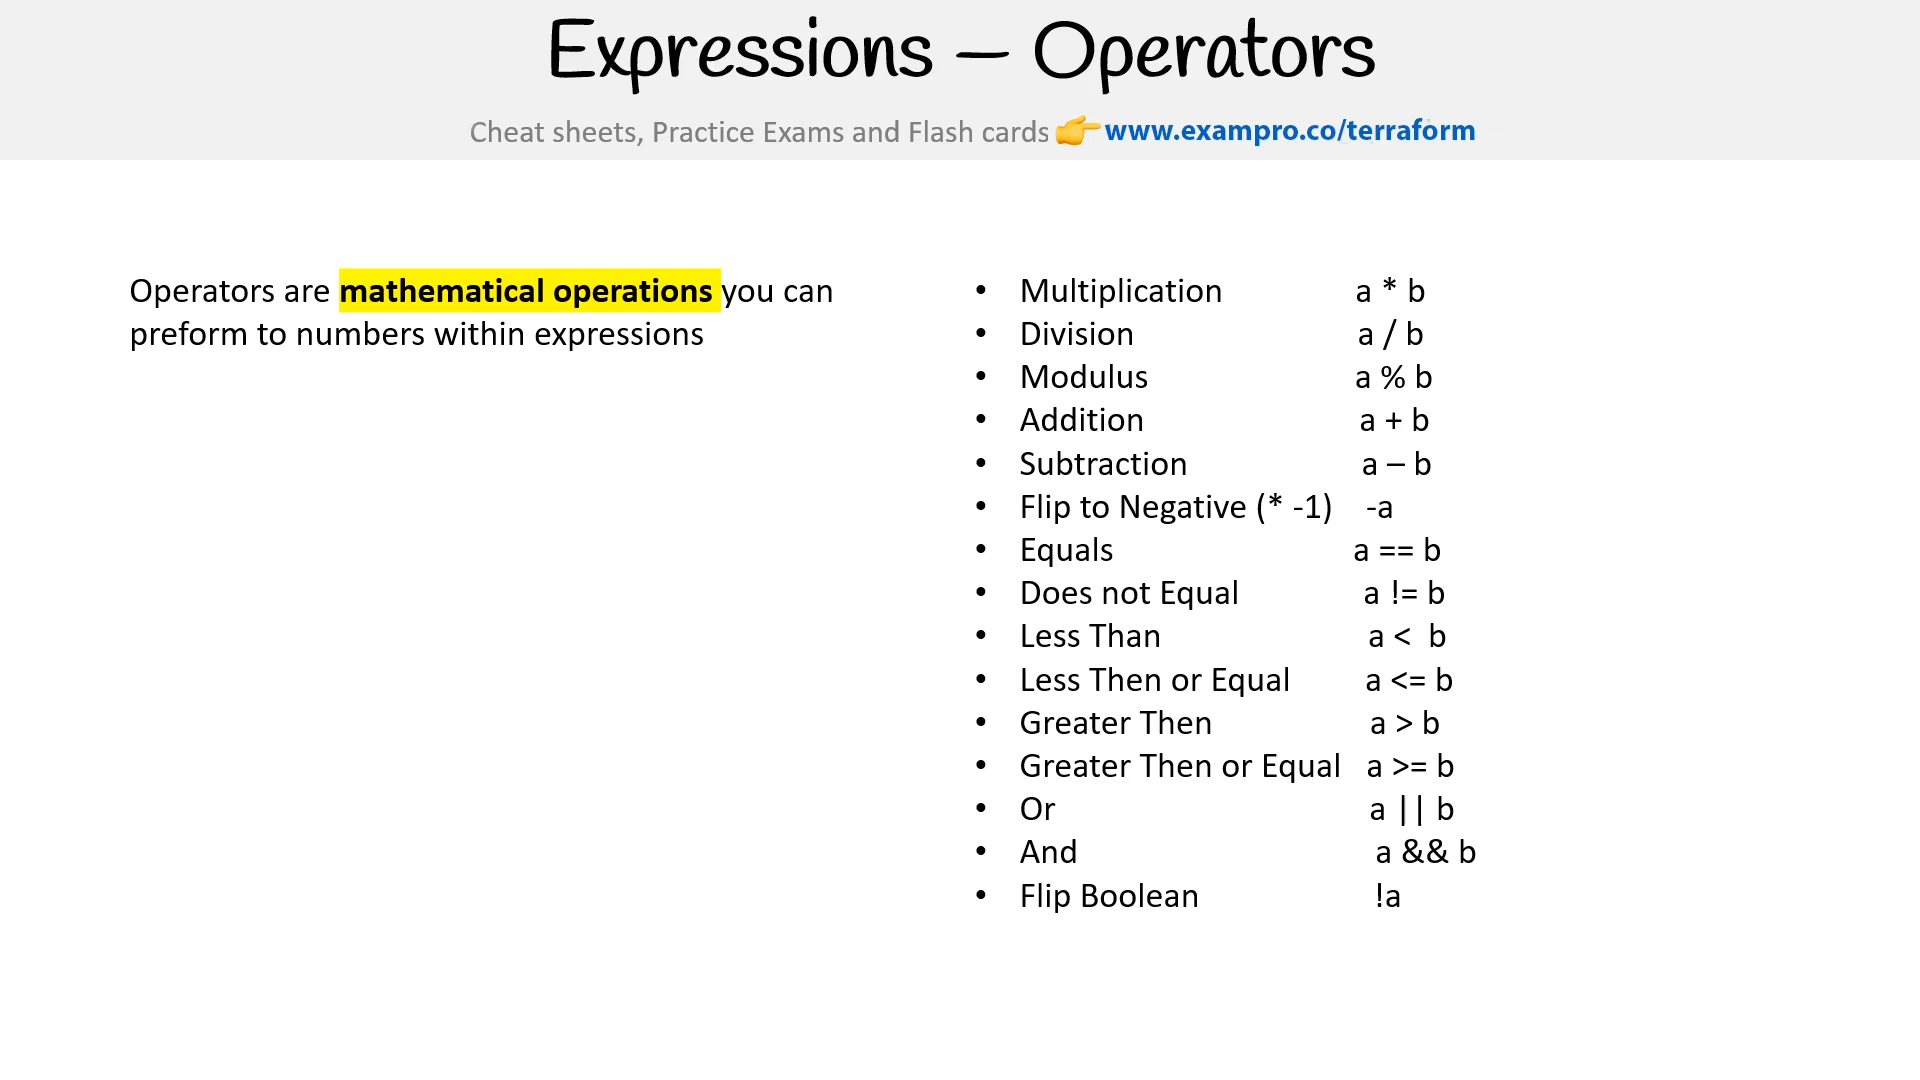 Expressions – Operators
Cheat sheets, Practice Exams and Flash cards 👉www.exampro.co/terraform
Operators are mathematical operations you can
preform to numbers within expressions
• Multiplication a * b
• Division a / b
• Modulus a % b
• Addition a + b
• Subtraction a – b
• Flip to Negative (* -1) -a
• Equals a == b
• Does not Equal a != b
• Less Than a < b
• Less Then or Equal a <= b
• Greater Then a > b
• Greater Then or Equal a >= b
• Or a || b
• And a && b
• Flip Boolean !a